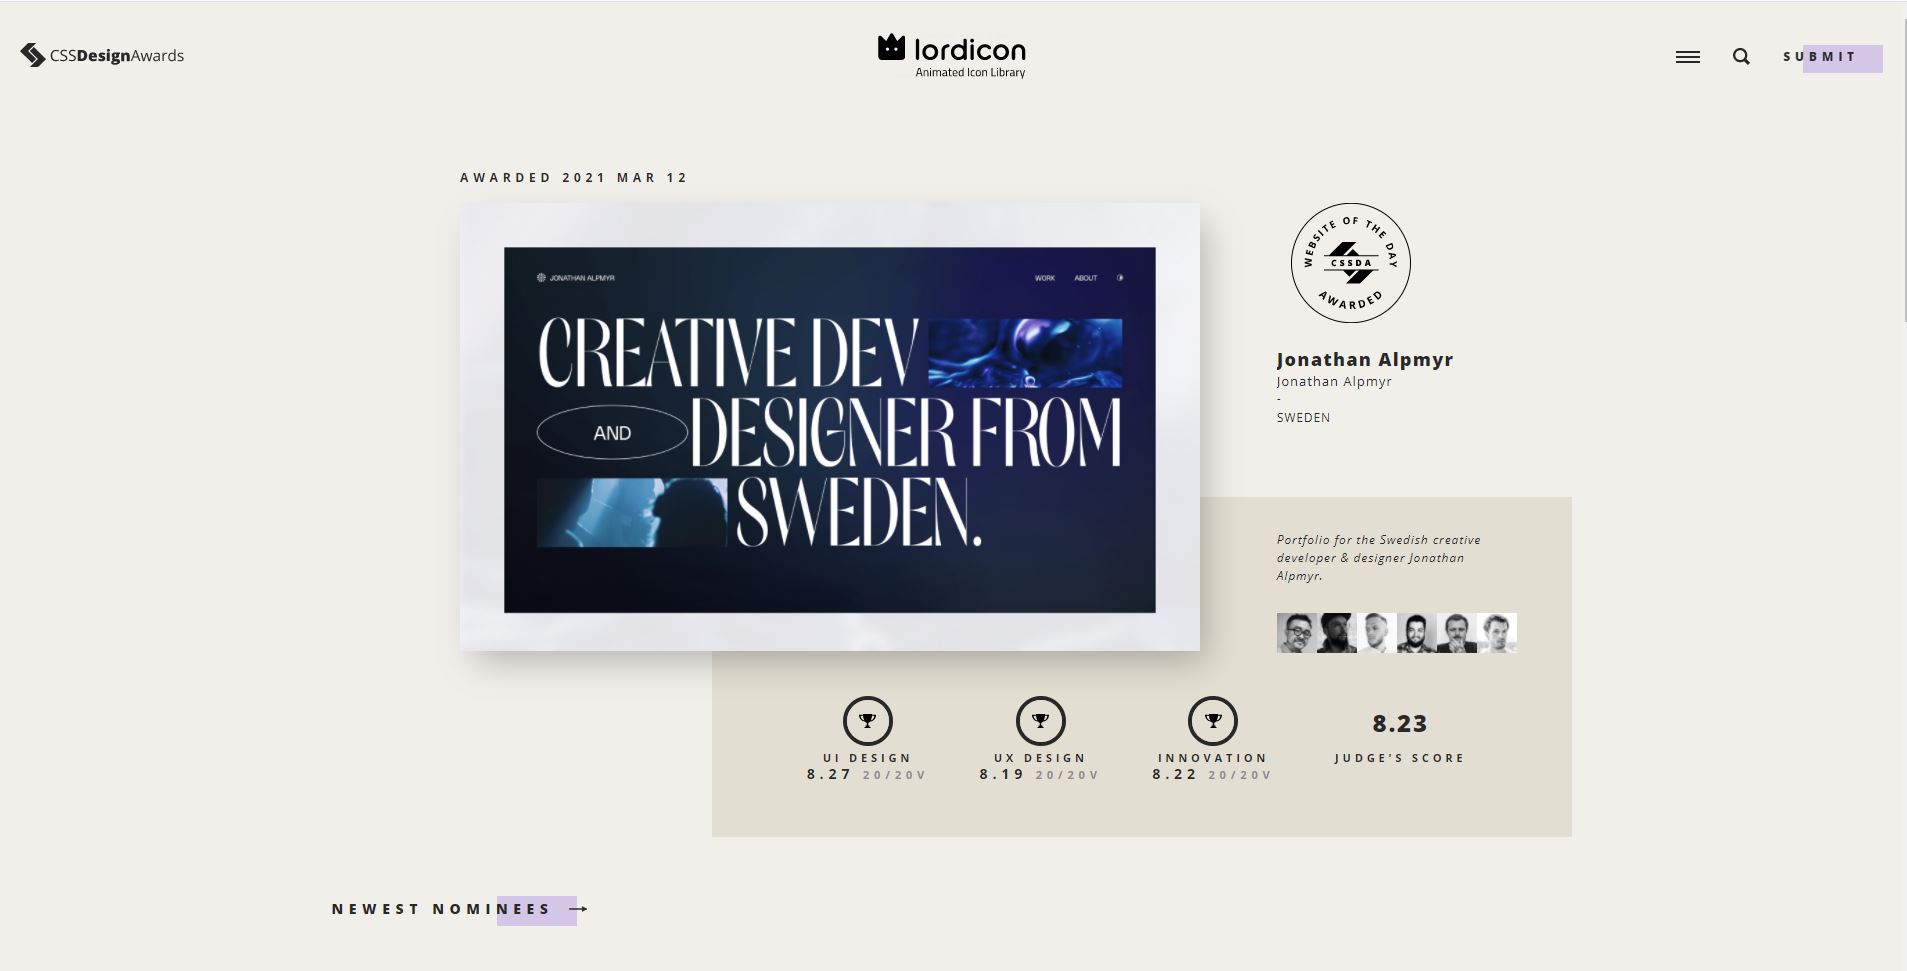 CSSDesignAwards
lordicon
Animated Icon Library
SUBMIT
AWARDED 2021 MAR 12
JONATHAN ALPMYR
WORK ABOUT
CREATIVE DEV
AND DESIGNER FROM
SWEDEN.
WEBSITE OF THE DAY
CSSDA
AWARDED
Jonathan Alpmyr
Jonathan Alpmyr
-
SWEDEN
Portfolio for the Swedish creative
developer & designer Jonathan
Alpmyr.
UI DESIGN
8.27 20/20V
UX DESIGN
8.19 20/20V
INNOVATION
8.22 20/20V
8.23
JUDGE'S SCORE
NEWEST NOMINEES